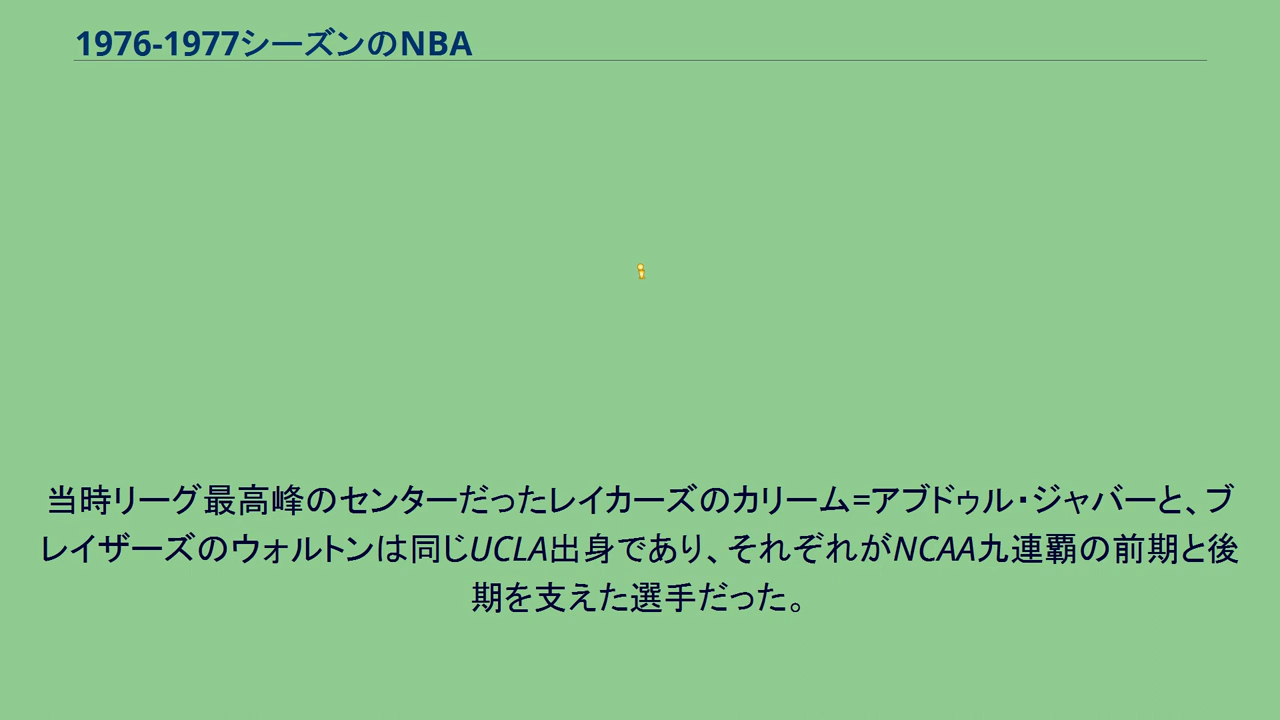 1976-1977シーズンのNBA
当時リーグ最高峰のセンターだったレイカーズのカリーム=アブドゥル・ジャバーと、ブ
レイザーズのウォルトンは同じUCLA出身であり、それぞれがNCAA九連覇の前期と後
期を支えた選手だった。